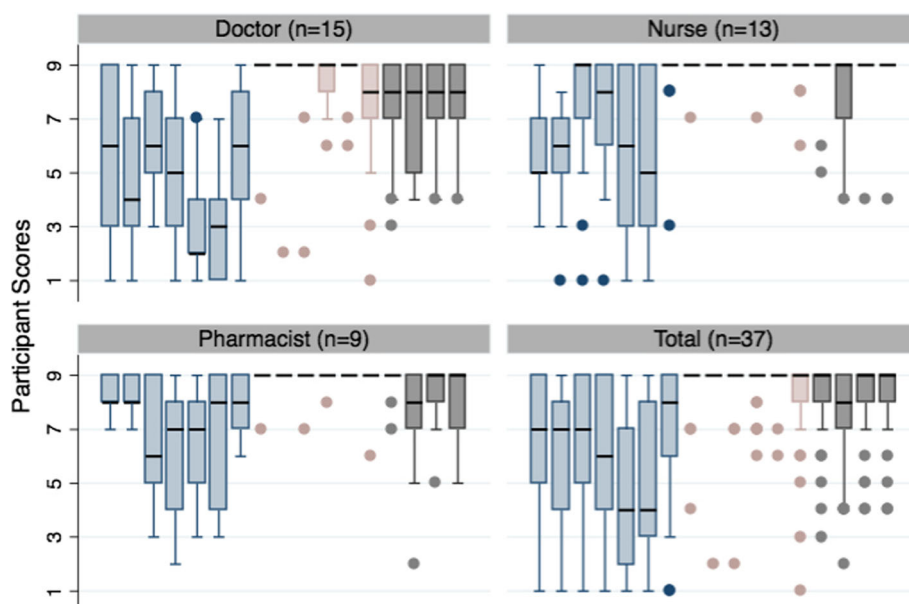 Participant Scores
Doctor (n=15)
Nurse (n=13)
9
7
5
3
1
Pharmacist (n=9)
Total (n=37)
9
7
5
3
1